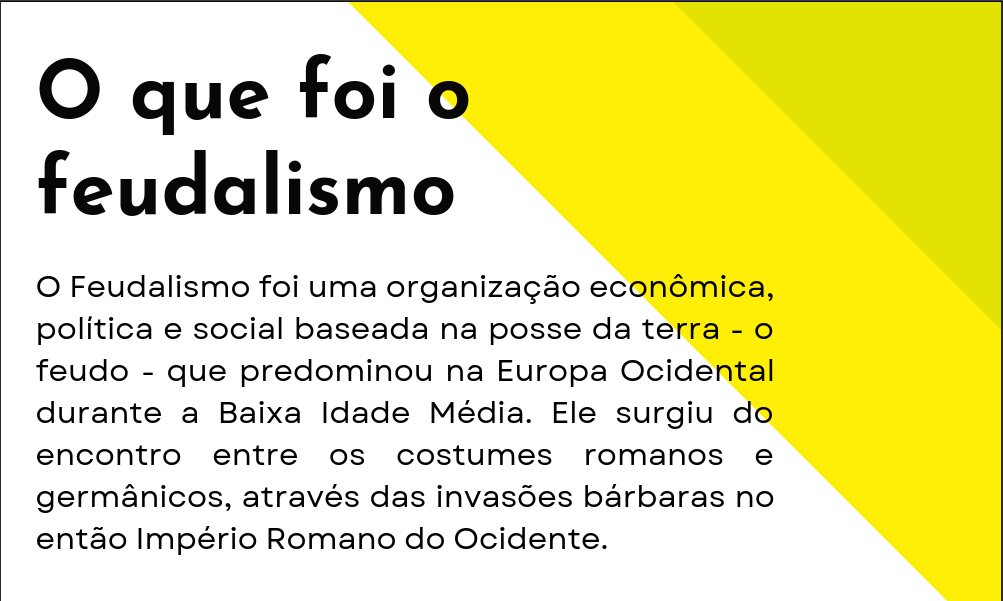 O que foi o
feudalismo
O Feudalismo foi uma organização econômica,
política e social baseada na posse da terra - o
feudo - que predominou na Europa Ocidental
durante a Baixa Idade Média. Ele surgiu do
encontro entre os costumes romanos e
germânicos, através das invasões bárbaras no
então Império Romano do Ocidente.